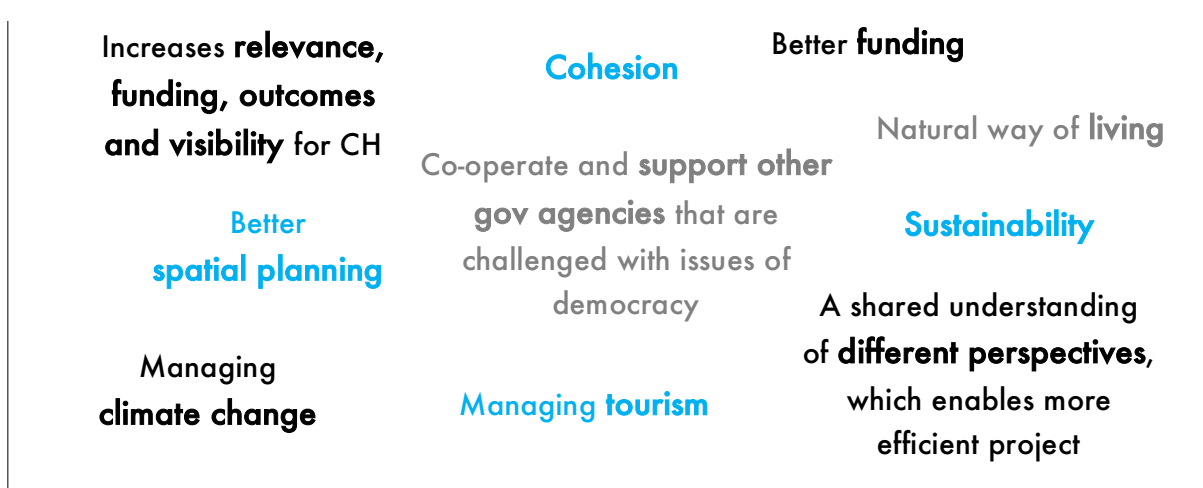 Increases relevance,
funding, outcomes
and visibility for CH
Cohesion
Better funding
Natural way of living
Co-operate and support other
gov agencies that are
challenged with issues of
democracy
Better
spatial planning
Sustainability
A shared understanding
of different perspectives,
which enables more
efficient project
Managing
climate change
Managing tourism